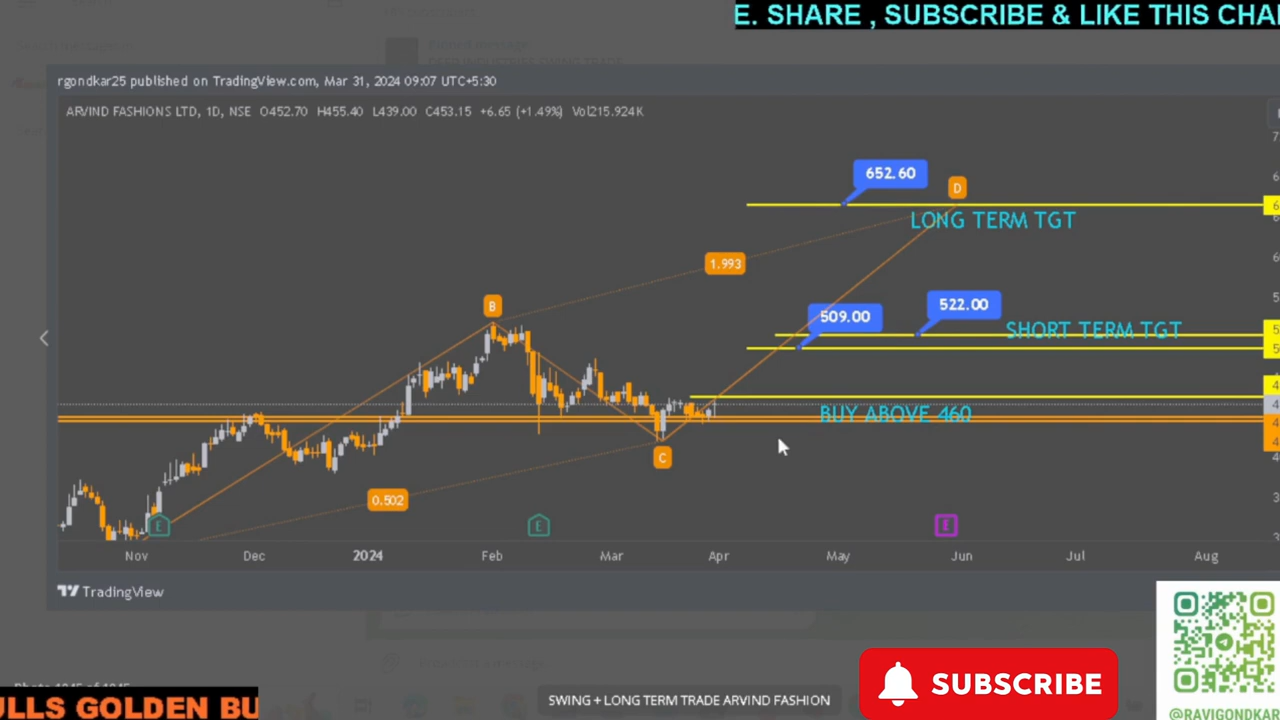 E. SHARE , SUBSCRIBE & LIKE THIS CHA
rgondkar25 published on TradingView.com, Mar 31, 2024 09:07 UTC+5:30
ARVIND FASHIONS LTD, 1D, NSE O452.70 H455.40 L439.00 C453.15 +6.65 (+1.49%) Vol215.924K
652.60
D
LONG TERM TGT
1.993
B
522.00
509.00
SHORT TERM TGT
BUY ABOVE 460
C
0.502
E
E
E
Nov Dec 2024 Feb Mar Apr May Jun Jul Aug
TradingView
SUBSCRIBE
SWING + LONG TERM TRADE ARVIND FASHION
ULLS GOLDEN BU
@RAVIGONDKAR